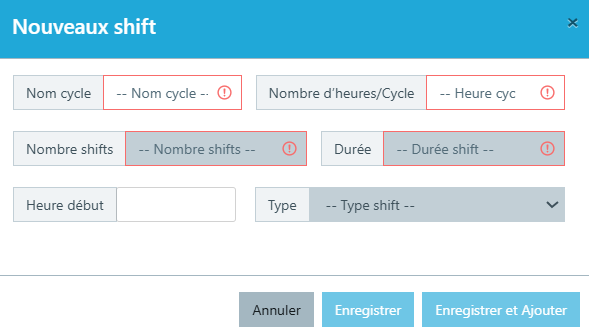 Nouveaux shift ×
Nom cycle -- Nom cycle -- Nombre d'heures/Cycle -- Heure cyc
Nombre shifts -- Nombre shifts -- Durée -- Durée shift --
Heure début Type -- Type shift --
Annuler Enregistrer Enregistrer et Ajouter